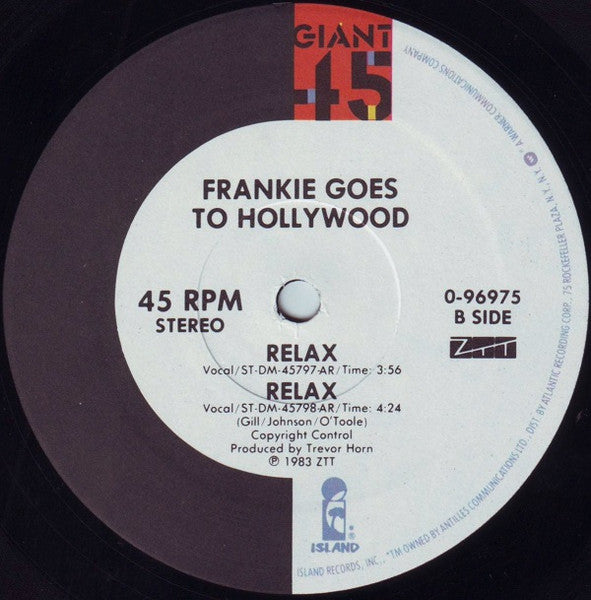 GIANT
45
FRANKIE GOES
TO HOLLYWOOD
45 RPM
STEREO
0-96975
B SIDE
ZTT
RELAX
Vocal/ST-DM-45797-AR/Time: 3:56
RELAX
Vocal/ST-DM-45798-AR/Time: 4:24
(Gill/Johnson/O'Toole)
Copyright Control
Produced by Trevor Horn
℗ 1983 ZTT
ISLAND®
ISLAND RECORDS, INC., *TM OWNED BY ANTILLES COMMUNICATIONS LTD. DIST. BY ATLANTIC RECORDING CORP. 75 ROCKEFELLER PLAZA, N.Y., N.Y. A WARNER COMMUNICATIONS COMPANY